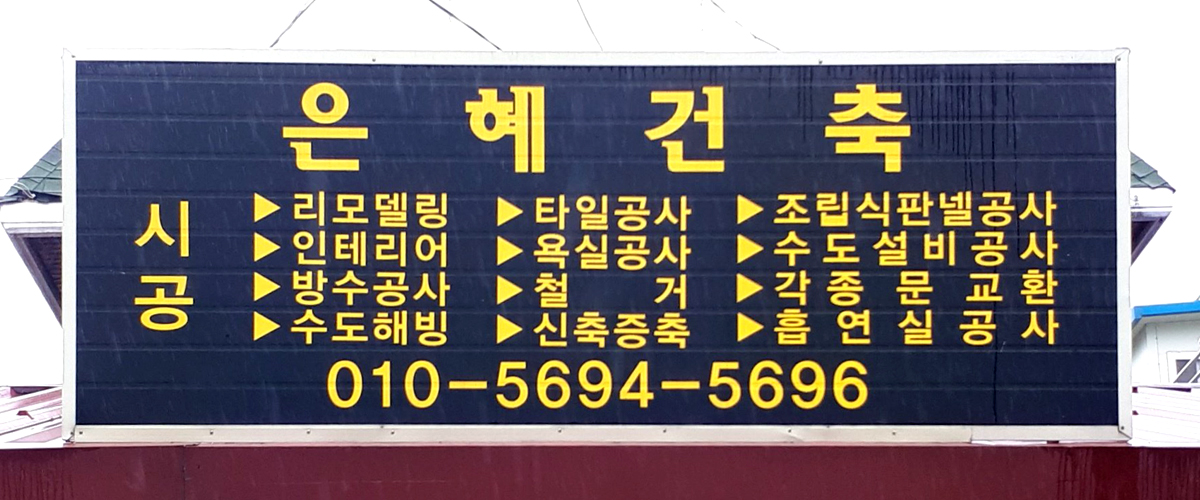 은혜건축
시공
▶리모델링 ▶타일공사 ▶조립식판넬공사
▶인테리어 ▶욕실공사 ▶수도설비공사
▶방수공사 ▶철거 ▶각종문교환
▶수도해빙 ▶신축증축 ▶흡연실공사
010-5694-5696